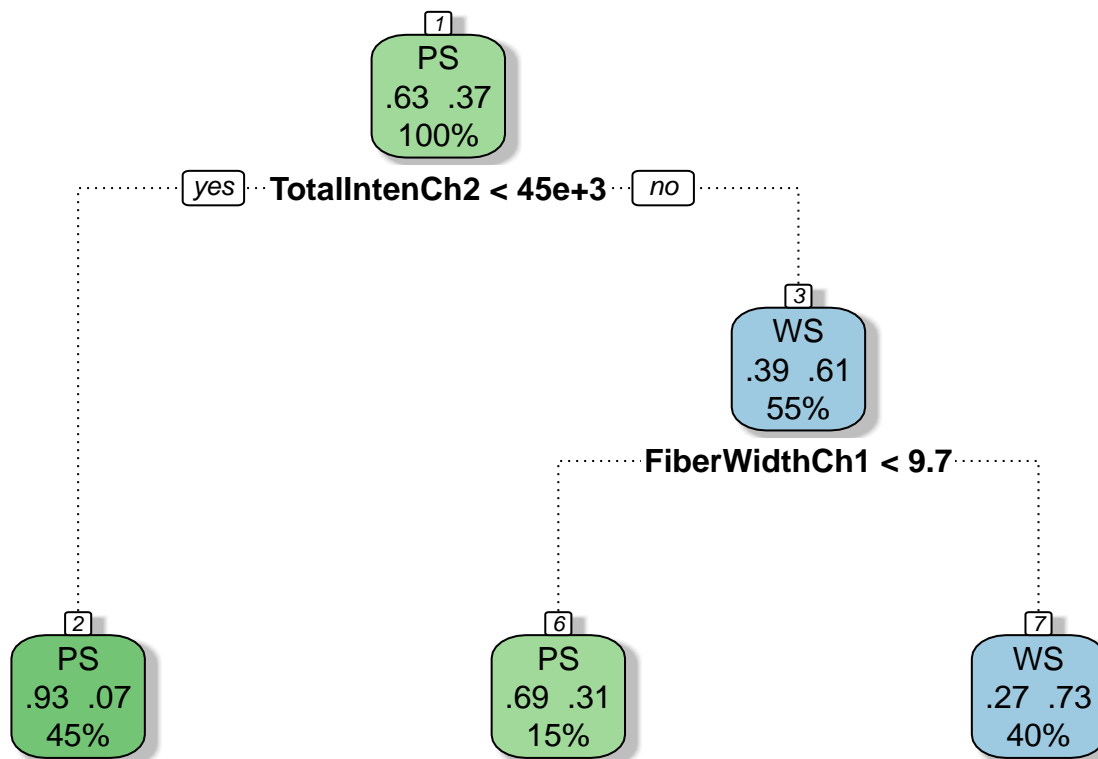 1
PS
.63 .37
100%
yes TotalIntenCh2 < 45e+3 no
3
WS
.39 .61
55%
FiberWidthCh1 < 9.7
2
PS
.93 .07
45%
6
PS
.69 .31
15%
7
WS
.27 .73
40%